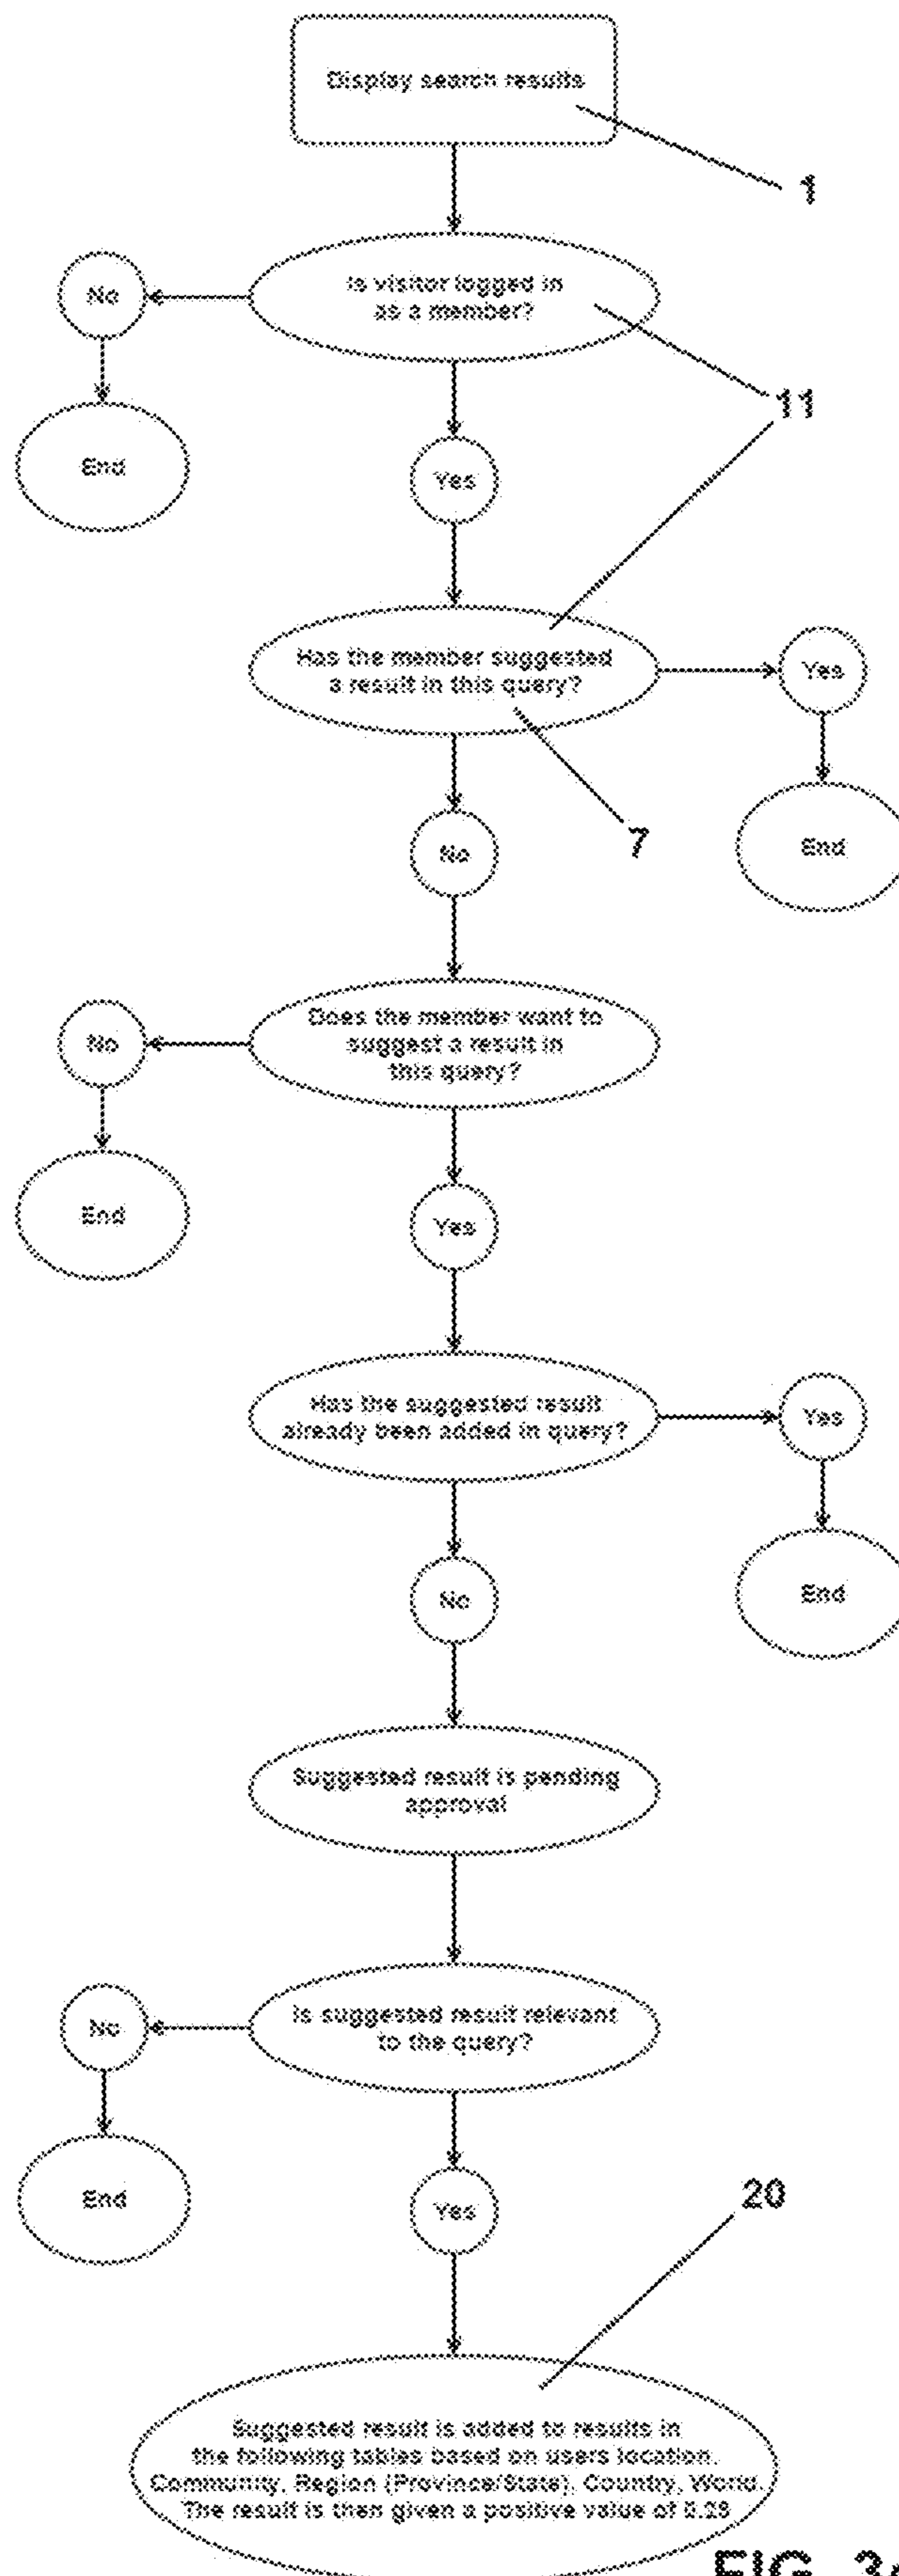 Display search results
1
Is visitor logged in
as a member?
No
11
End
Yes
Has the member suggested
a result in this query?
Yes
7
End
No
Does the member want to
suggest a result in
this query?
No
End
Yes
Has the suggested result
already been added in query?
Yes
End
No
Suggested result is pending
approval
Is suggested result relevant
to the query?
No
End
Yes
20
Suggested result is added to results in
the following tables based on users location.
Community, Region (Province/State), Country, World.
The result is then given a positive value of
FIG.